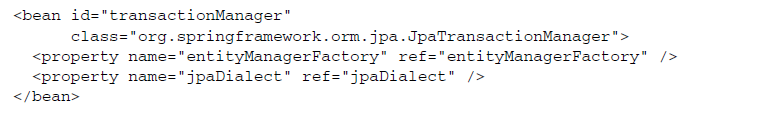 <bean id="transactionManager"
      class="org.springframework.orm.jpa.JpaTransactionManager">
  <property name="entityManagerFactory" ref="entityManagerFactory" />
  <property name="jpaDialect" ref="jpaDialect" />
</bean>